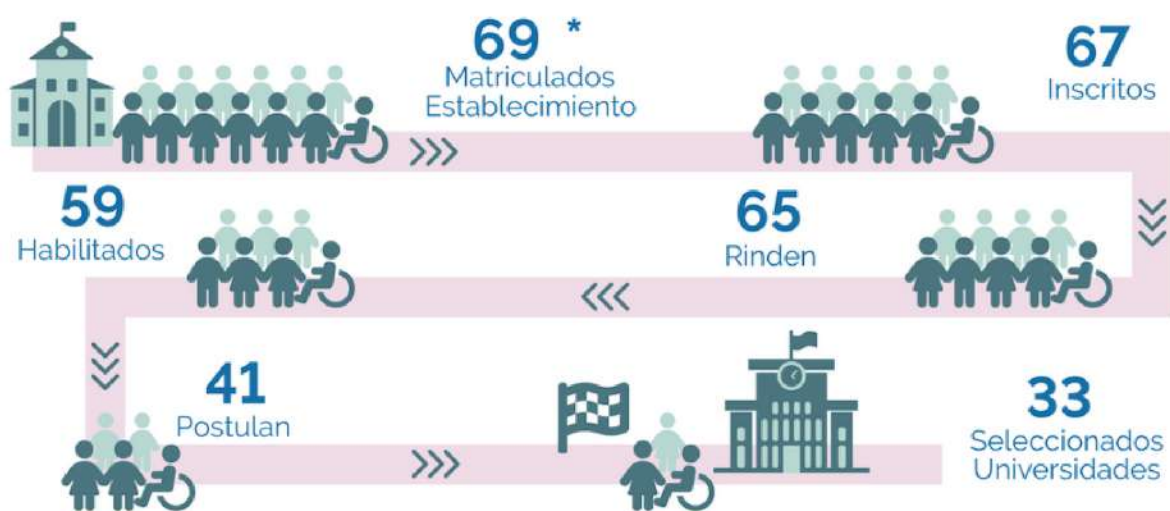 69 *
Matriculados
Establecimiento
67
Inscritos
65
Rinden
59
Habilitados
41
Postulan
33
Seleccionados
Universidades